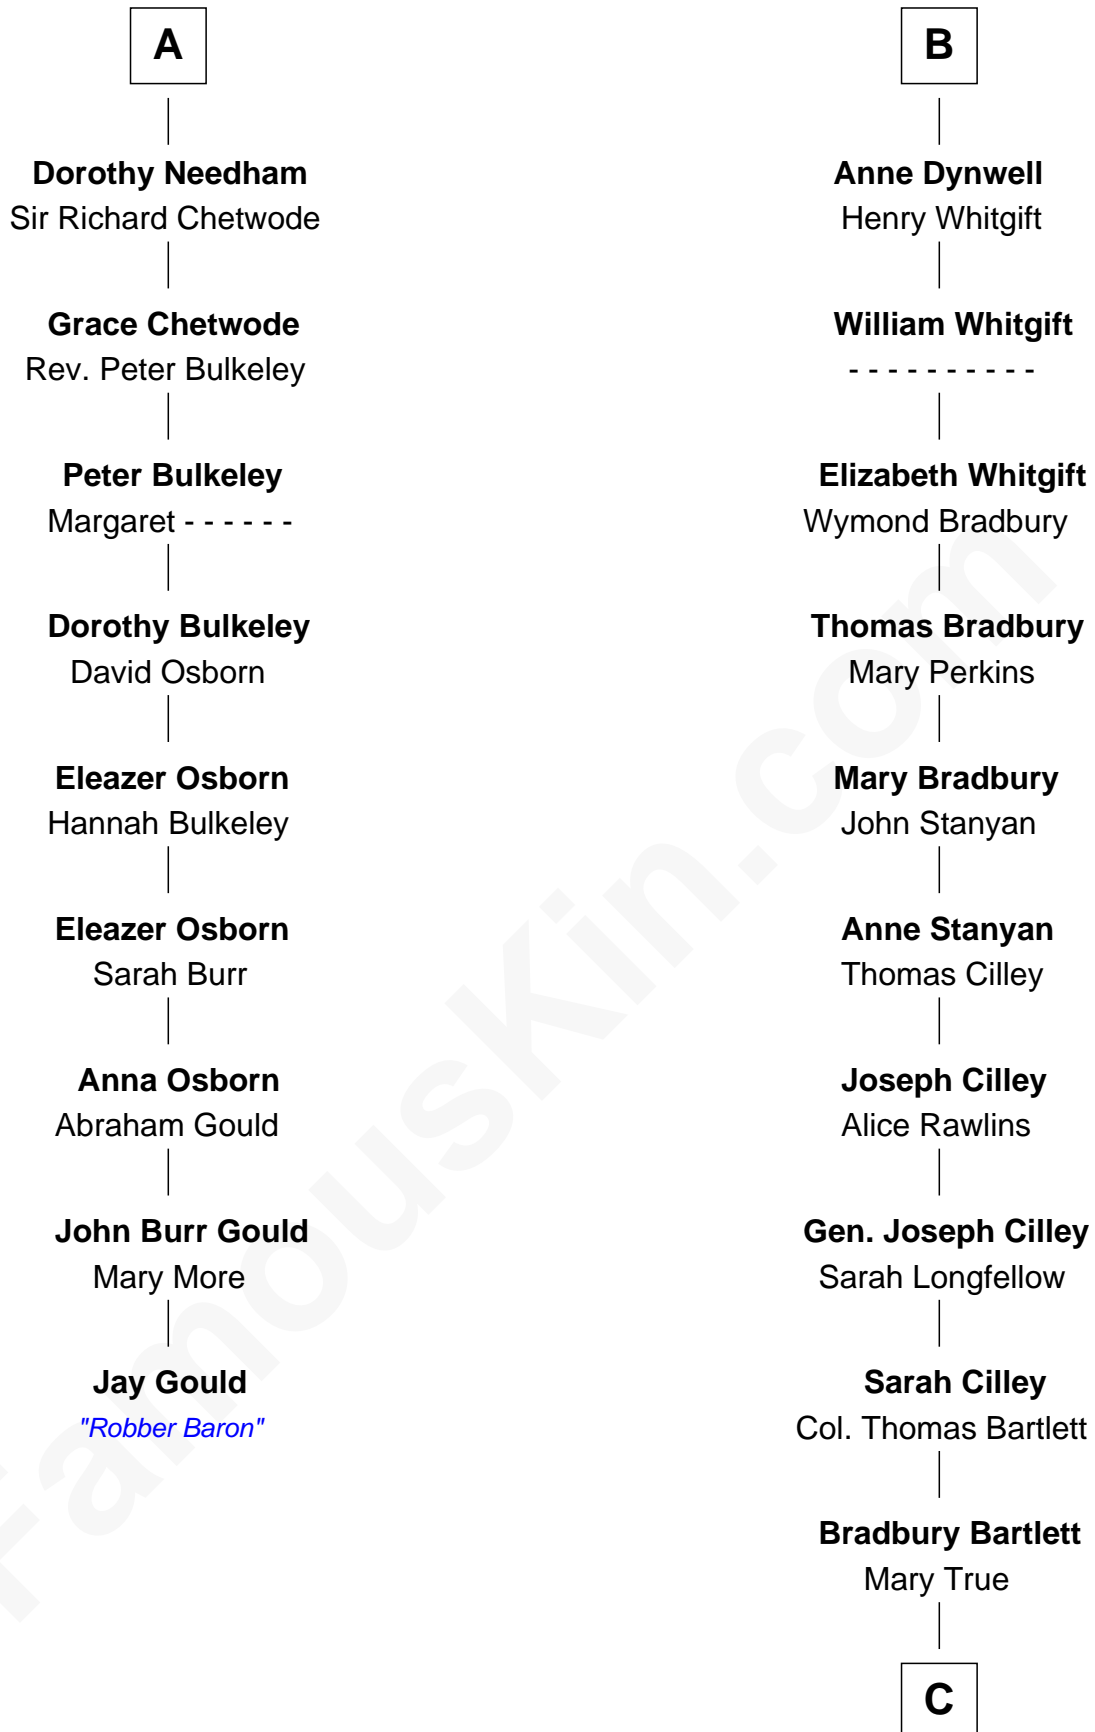 A
Dorothy Needham
Sir Richard Chetwode
Grace Chetwode
Rev. Peter Bulkeley
Peter Bulkeley
Margaret - - - - - -
Dorothy Bulkeley
David Osborn
Eleazer Osborn
Hannah Bulkeley
Eleazer Osborn
Sarah Burr
Anna Osborn
Abraham Gould
John Burr Gould
Mary More
Jay Gould
"Robber Baron"
B
Anne Dynwell
Henry Whitgift
William Whitgift
- - - - - - - - - -
Elizabeth Whitgift
Wymond Bradbury
Thomas Bradbury
Mary Perkins
Mary Bradbury
John Stanyan
Anne Stanyan
Thomas Cilley
Joseph Cilley
Alice Rawlins
Gen. Joseph Cilley
Sarah Longfellow
Sarah Cilley
Col. Thomas Bartlett
Bradbury Bartlett
Mary True
C
FamousKin.com